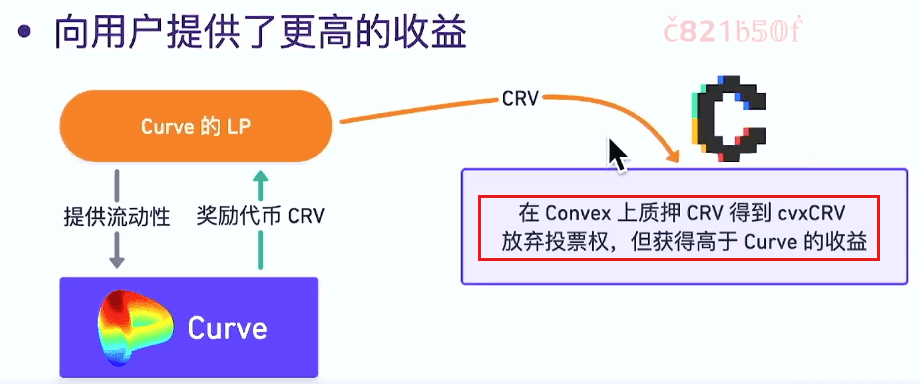 • 向用户提供了更高的收益
č821ḃ5𝟘ḟ
CRV
Curve 的 LP
提供流动性
奖励代币 CRV
在 Convex 上质押 CRV 得到 cvxCRV
放弃投票权，但获得高于 Curve 的收益
Curve